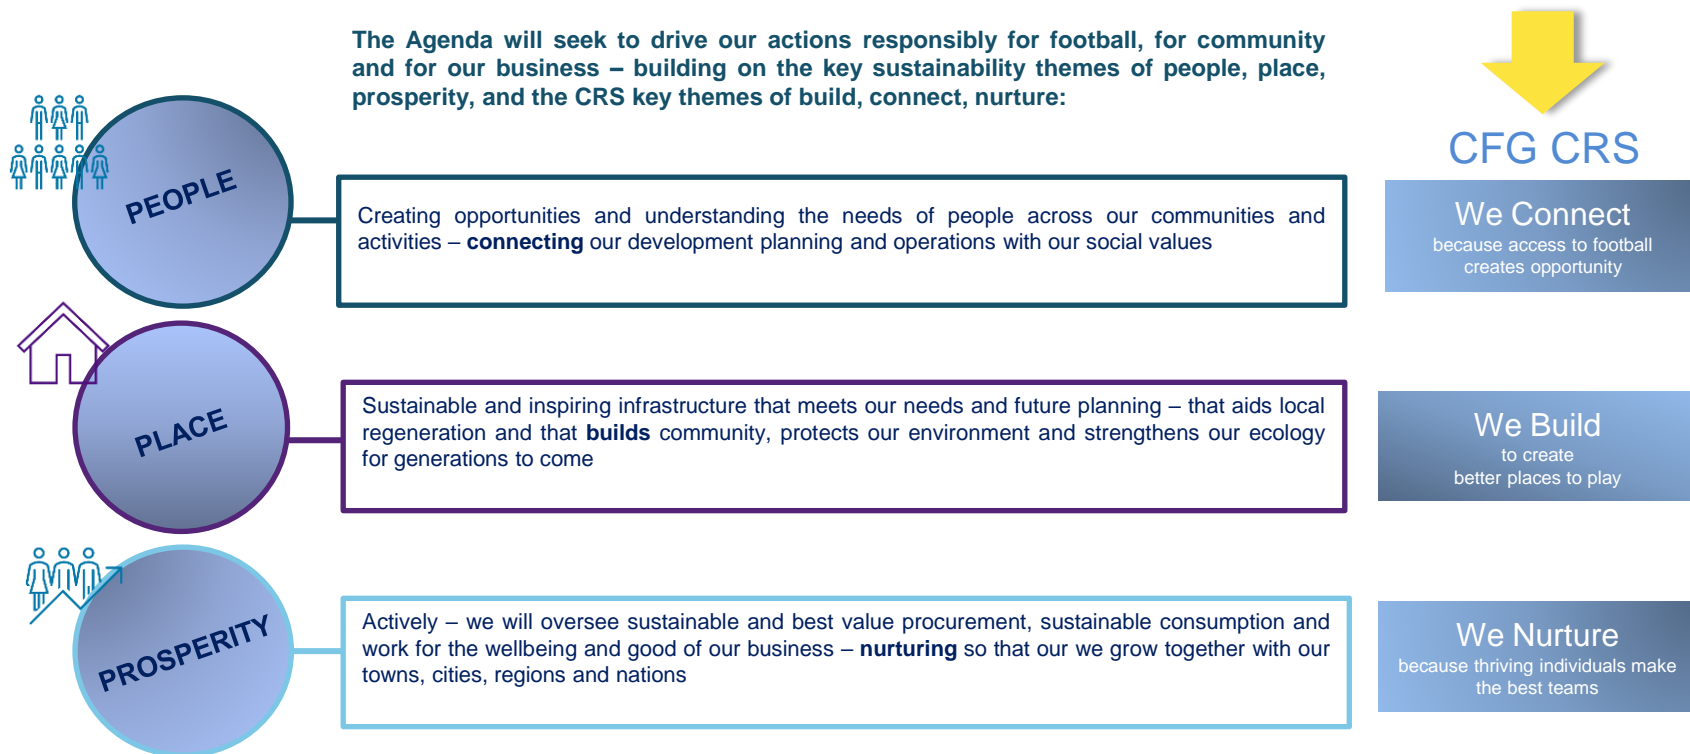 The Agenda will seek to drive our actions responsibly for football, for community
and for our business – building on the key sustainability themes of people, place,
prosperity, and the CRS key themes of build, connect, nurture:
CFG CRS
PEOPLE
Creating opportunities and understanding the needs of people across our communities and
activities – connecting our development planning and operations with our social values
We Connect
because access to football
creates opportunity
PLACE
Sustainable and inspiring infrastructure that meets our needs and future planning – that aids local
regeneration and that builds community, protects our environment and strengthens our ecology
for generations to come
We Build
to create
better places to play
PROSPERITY
Actively – we will oversee sustainable and best value procurement, sustainable consumption and
work for the wellbeing and good of our business – nurturing so that our we grow together with our
towns, cities, regions and nations
We Nurture
because thriving individuals make
the best teams